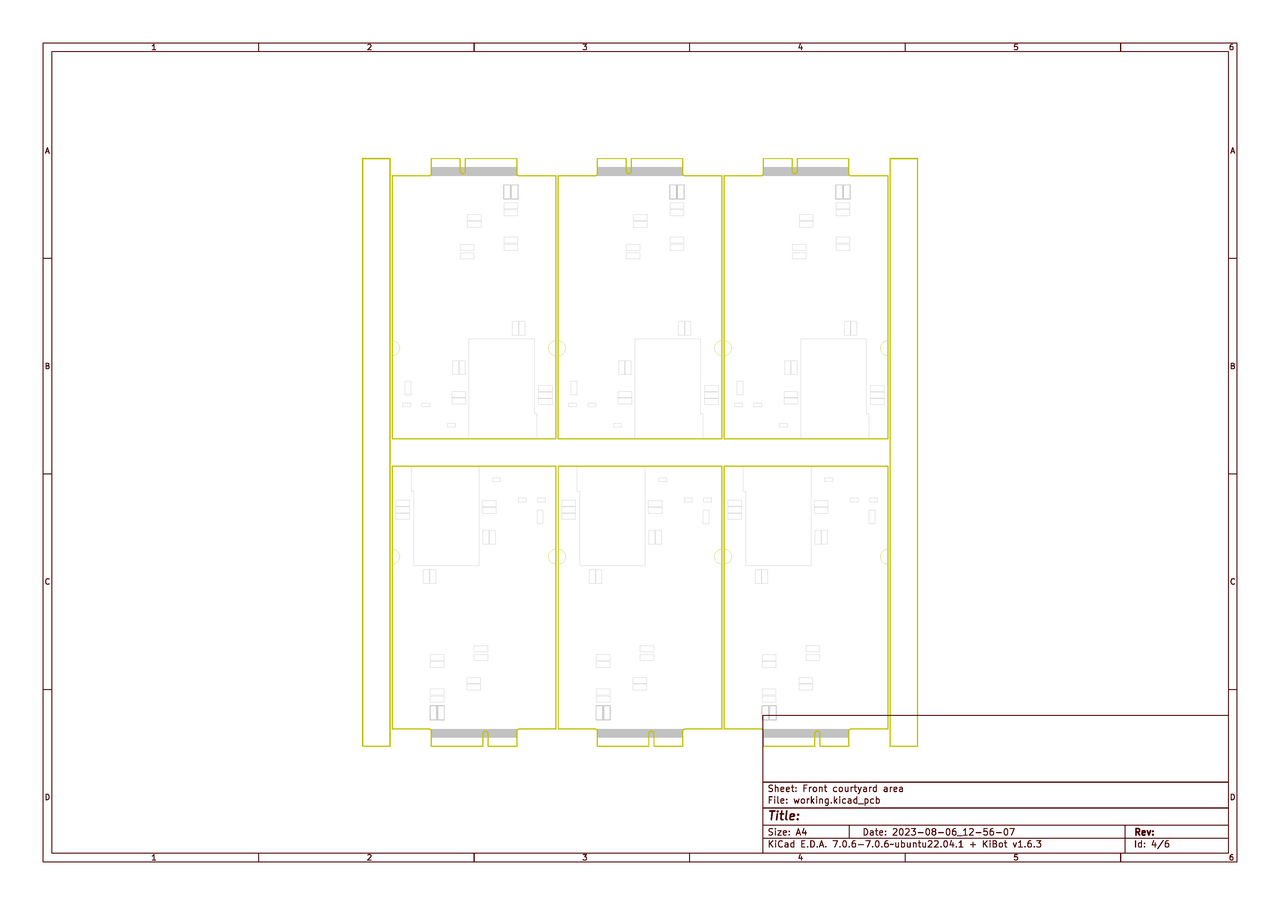 1 2 3 4 5 6
A A
B B
C C
D D
Sheet: Front courtyard area
File: working.kicad_pcb
Title:
Size: A4 Date: 2023-08-06_12-56-07 Rev:
KiCad E.D.A. 7.0.6-7.0.6~ubuntu22.04.1 + KiBot v1.6.3 Id: 4/6
1 2 3 4 5 6